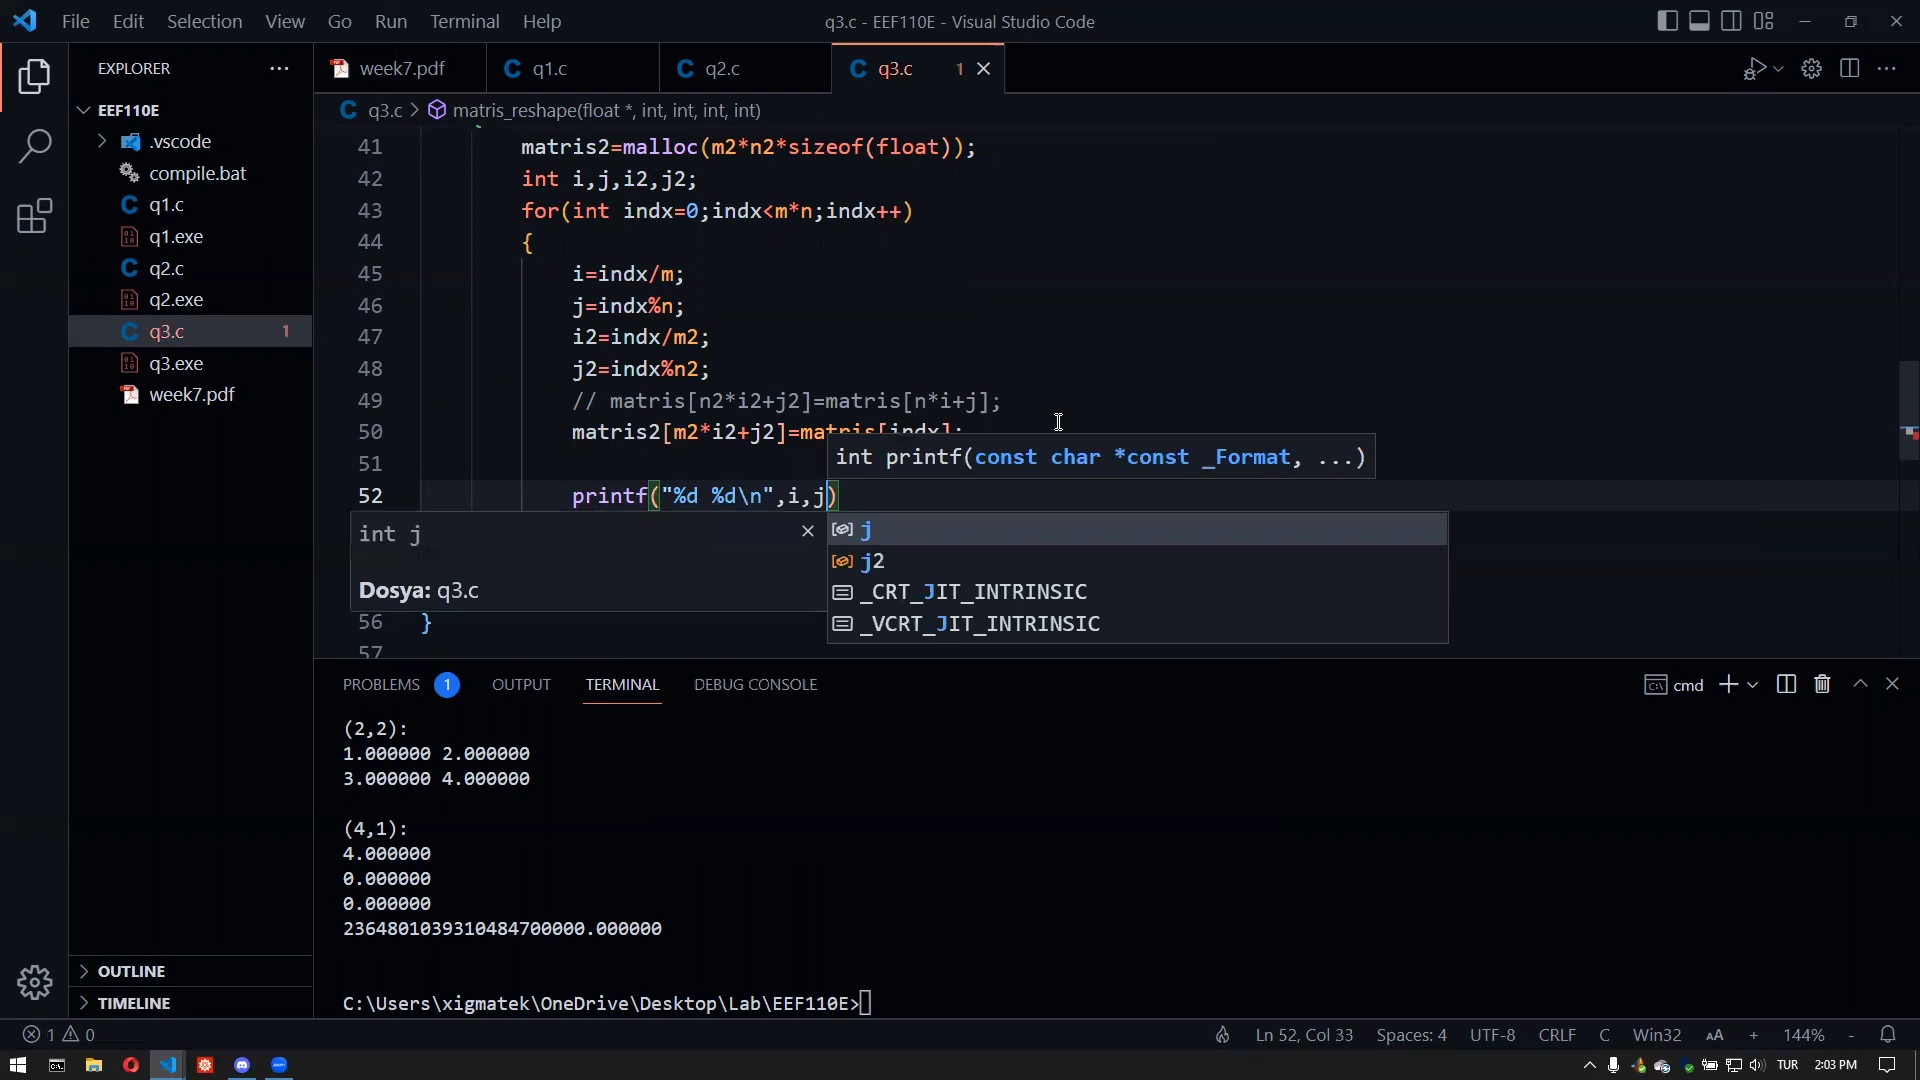 File Edit Selection View Go Run Terminal Help
q3.c - EEF110E - Visual Studio Code
EXPLORER
week7.pdf
q1.c
q2.c
q3.c 1
EEF110E
q3.c > matris_reshape(float *, int, int, int, int)
.vscode
compile.bat
q1.c
q1.exe
q2.c
q2.exe
q3.c 1
q3.exe
week7.pdf
41 matris2=malloc(m2*n2*sizeof(float));
42 int i,j,i2,j2;
43 for(int indx=0;indx<m*n;indx++)
44 {
45 i=indx/m;
46 j=indx%n;
47 i2=indx/m2;
48 j2=indx%n2;
49 // matris[n2*i2+j2]=matris[n*i+j];
50 matris2[m2*i2+j2]=matris[indx];
int printf(const char *const _Format, ...)
51
52 printf("%d %d\n",i,j)
int j
Dosya: q3.c
j
j2
_CRT_JIT_INTRINSIC
_VCRT_JIT_INTRINSIC
56 }
57
PROBLEMS 1 OUTPUT TERMINAL DEBUG CONSOLE
cmd
(2,2):
1.000000 2.000000
3.000000 4.000000
(4,1):
4.000000
0.000000
0.000000
2364801039310484700000.000000
C:\Users\xigmatek\OneDrive\Desktop\Lab\EEF110E>
OUTLINE
TIMELINE
1 0
Ln 52, Col 33 Spaces: 4 UTF-8 CRLF C Win32 AA + 144% -
TUR 2:03 PM